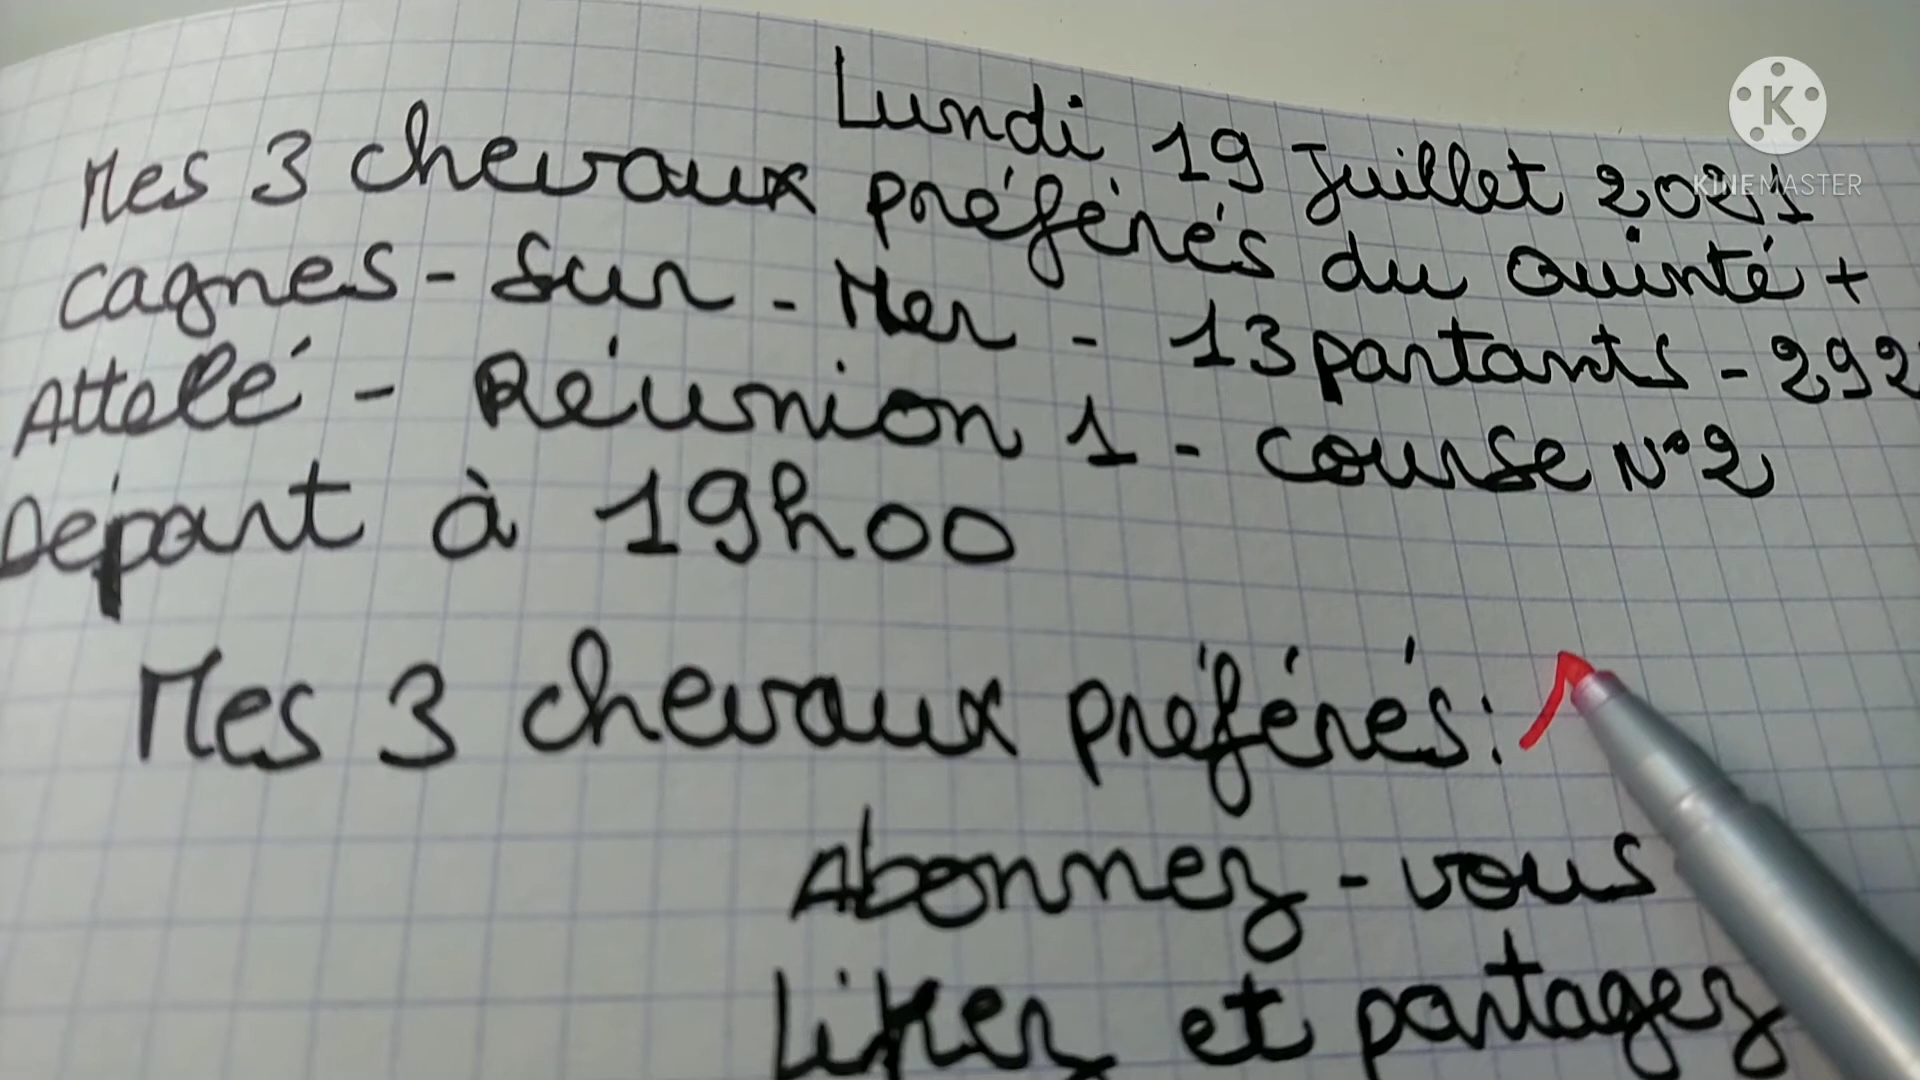 Lundi 19 Juillet 2021
Mes 3 chevaux préférés du Quinté +
Cagnes-Sur-Mer - 13 partants - 292
Attelé - Réunion 1 - course N°2
Départ à 19h00
Mes 3 chevaux préférés:
Abonnez-vous
Liker et partagez
K
KINEMASTER